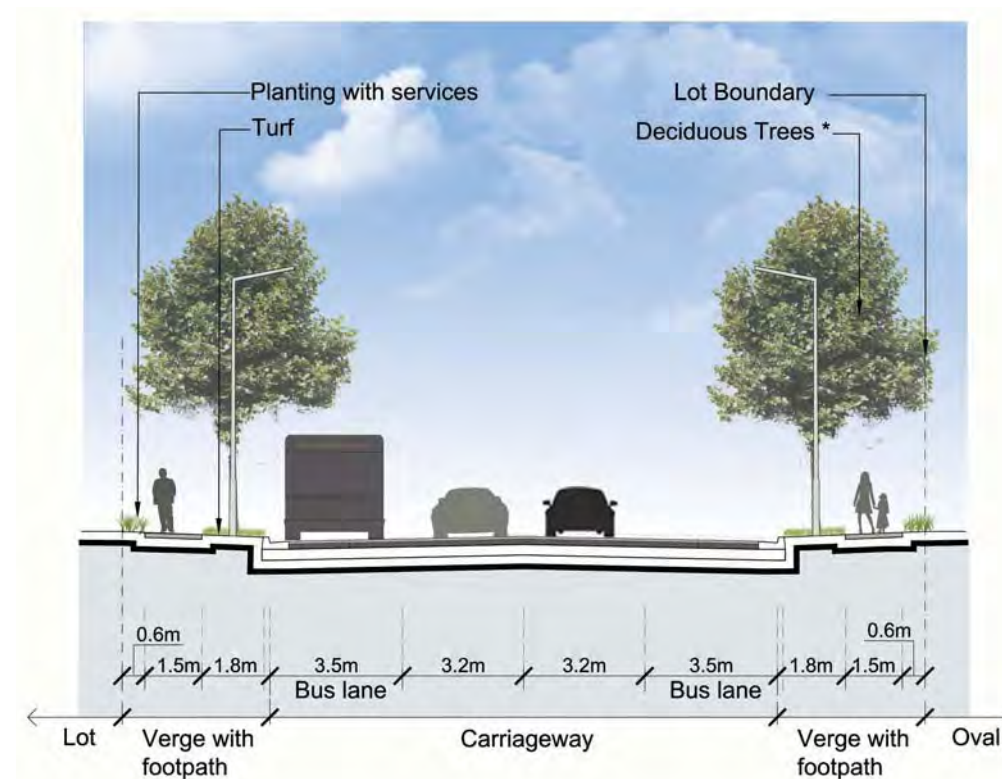 Planting with services
Turf
Lot Boundary
Deciduous Trees *
0.6m
0.6m
1.5m 1.8m 3.5m 3.2m 3.2m 3.5m 1.8m 1.5m
Bus lane
Bus lane
Lot
Verge with
footpath
Carriageway
Verge with
footpath
Oval